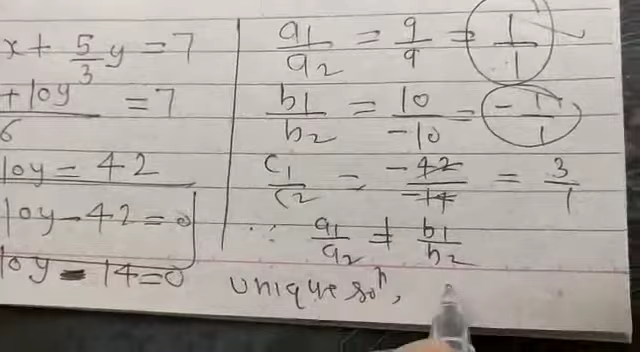 x + 5/3 y = 7
+10y / 6 = 7
10y = 42
10y - 42 = 0
10y - 14 = 0
a1/a2 = 9/9 = 1/1
b1/b2 = 10/-10 = -1/1
c1/c2 = -42/-14 = 3/1
∵ a1/a2 ≠ b1/b2
unique soⁿ,